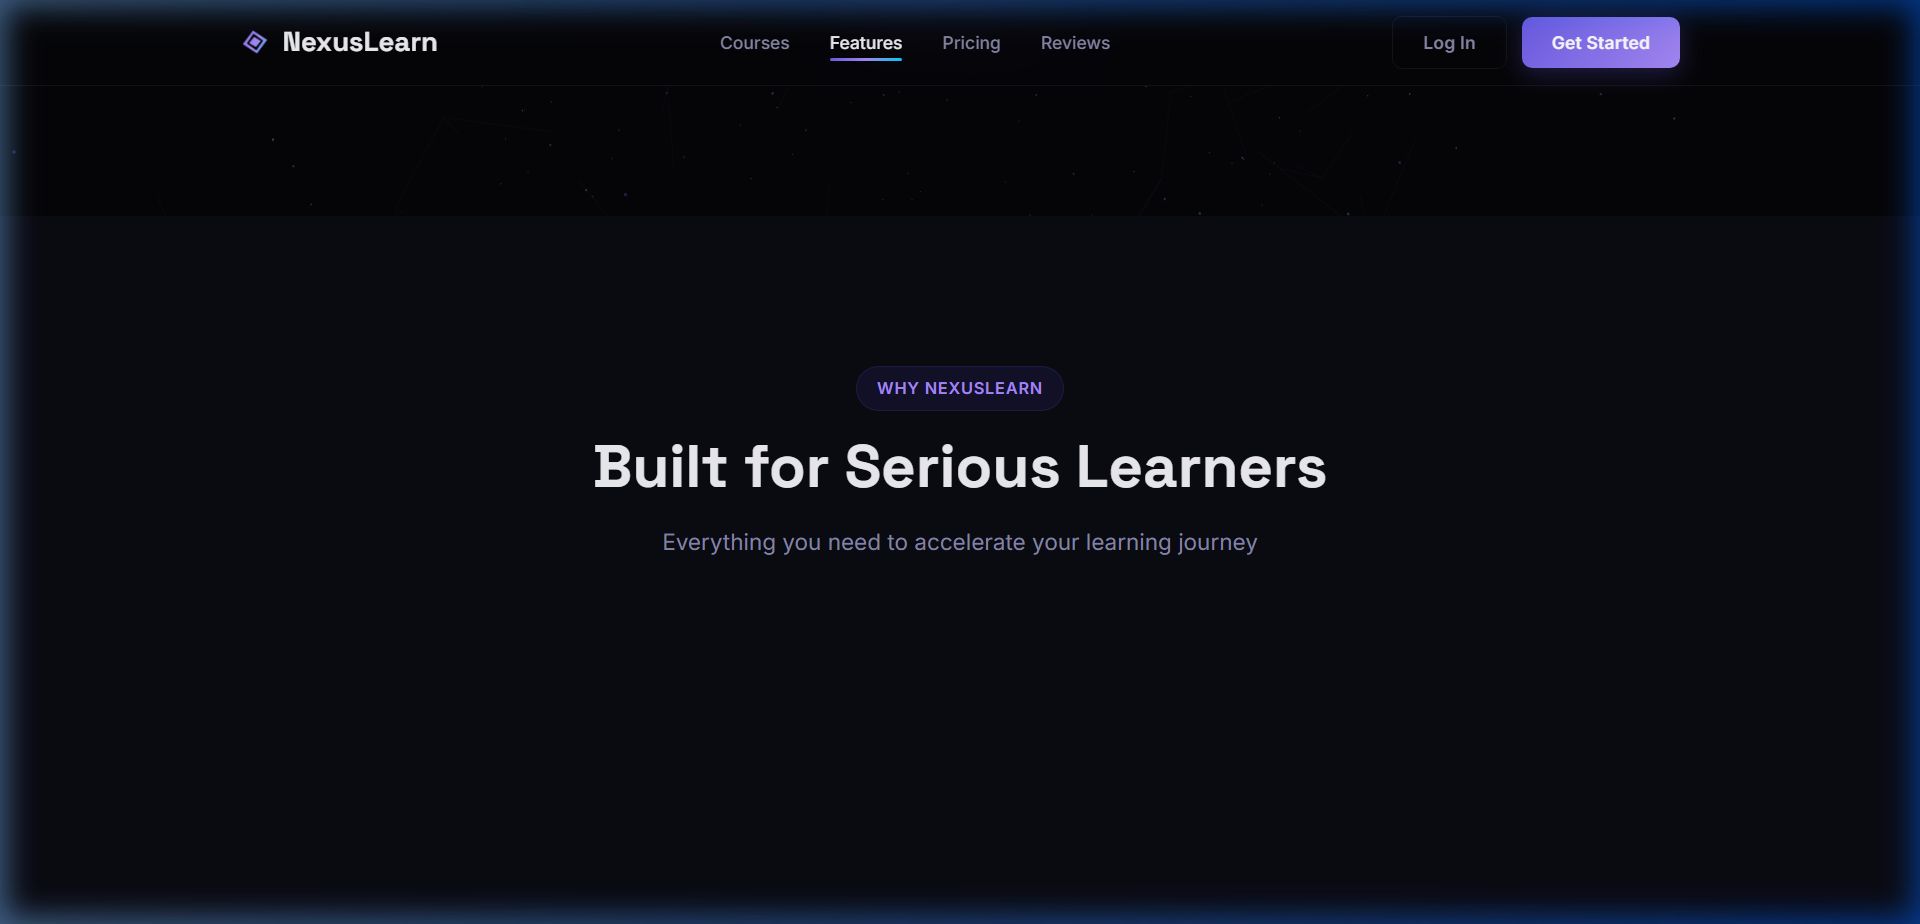 NexusLearn
Courses
Features
Pricing
Reviews
Log In
Get Started
WHY NEXUSLEARN
Built for Serious Learners
Everything you need to accelerate your learning journey